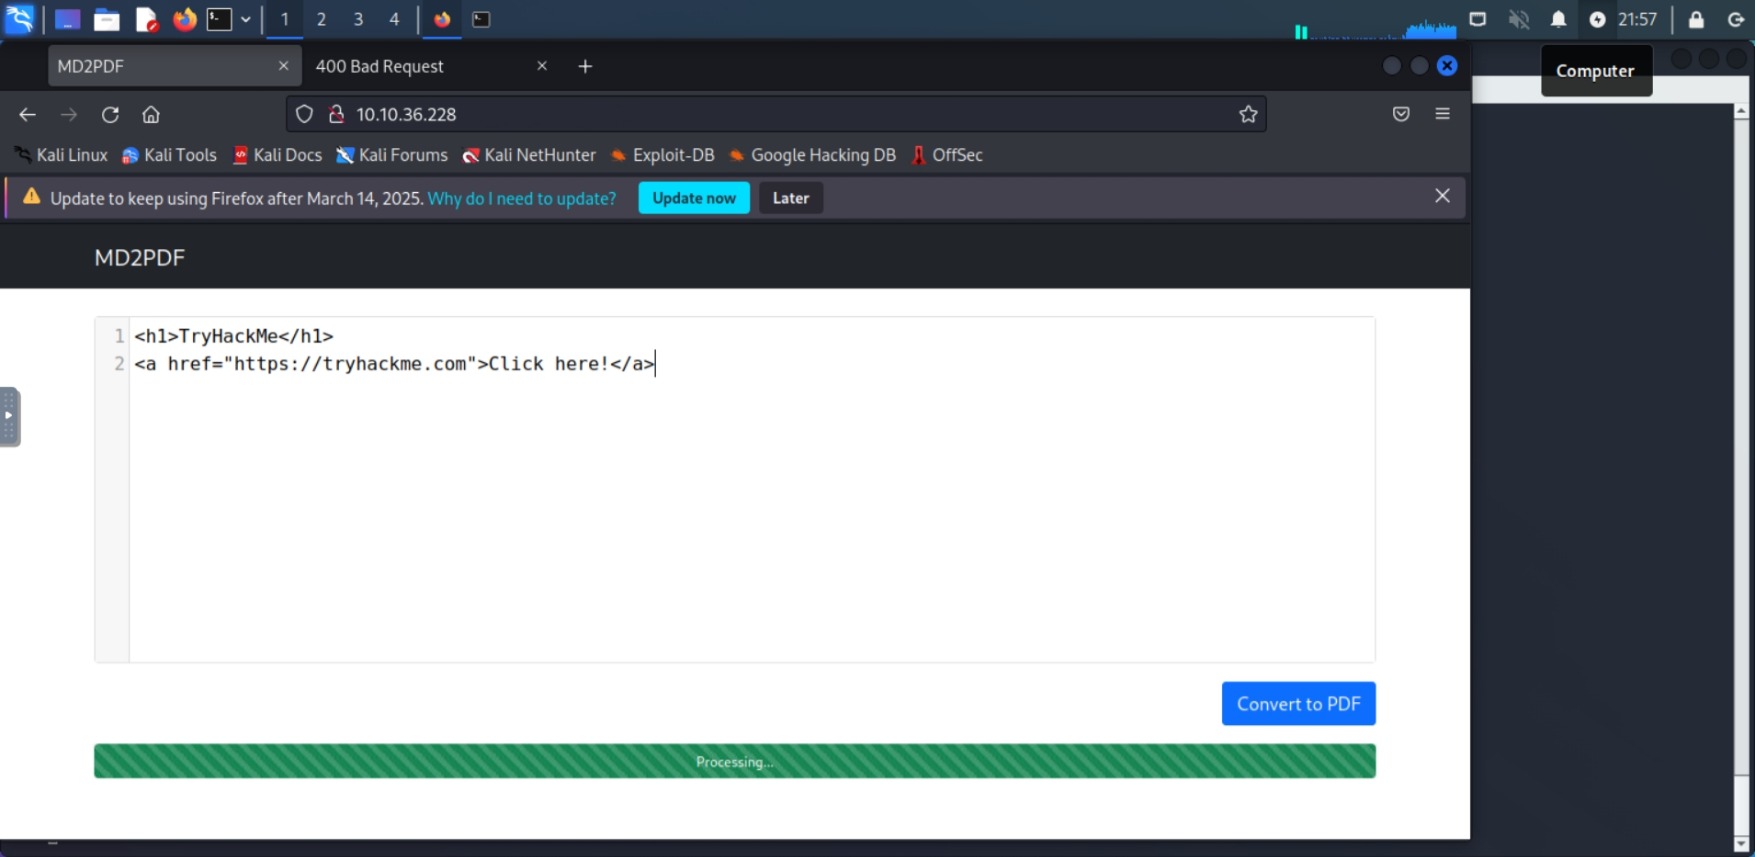 1 2 3 4 21:57
MD2PDF 400 Bad Request
Computer
10.10.36.228
Kali Linux Kali Tools Kali Docs Kali Forums Kali NetHunter Exploit-DB Google Hacking DB OffSec
Update to keep using Firefox after March 14, 2025. Why do I need to update? Update now Later
MD2PDF
1 <h1>TryHackMe</h1>
2 <a href="https://tryhackme.com">Click here!</a>
Convert to PDF
Processing...